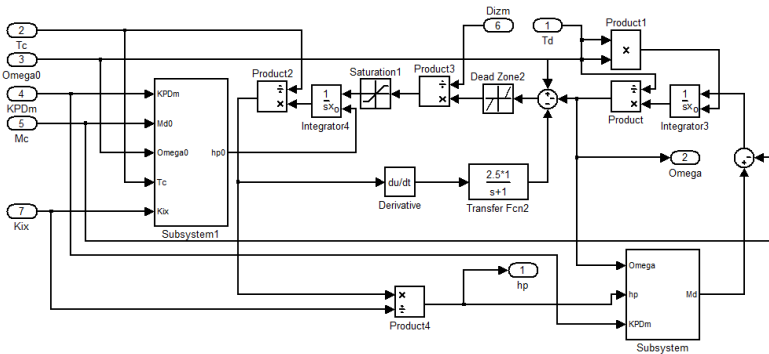 2
Tc
3
Omega0
4
KPDm
5
Mc
7
Kix
KPDm
Md0
Omega0
Tc
Kix
hp0
Subsystem1
Product2
×
÷
1
s
xo
Integrator4
Saturation1
Product3
÷
×
Dizm
6
Dead Zone2
1
Td
Product1
×
÷
×
Product
1
s
xo
Integrator3
2
Omega
du/dt
Derivative
2.5*1
s+1
Transfer Fcn2
1
hp
×
÷
Product4
Omega
hp
KPDm
Md
Subsystem